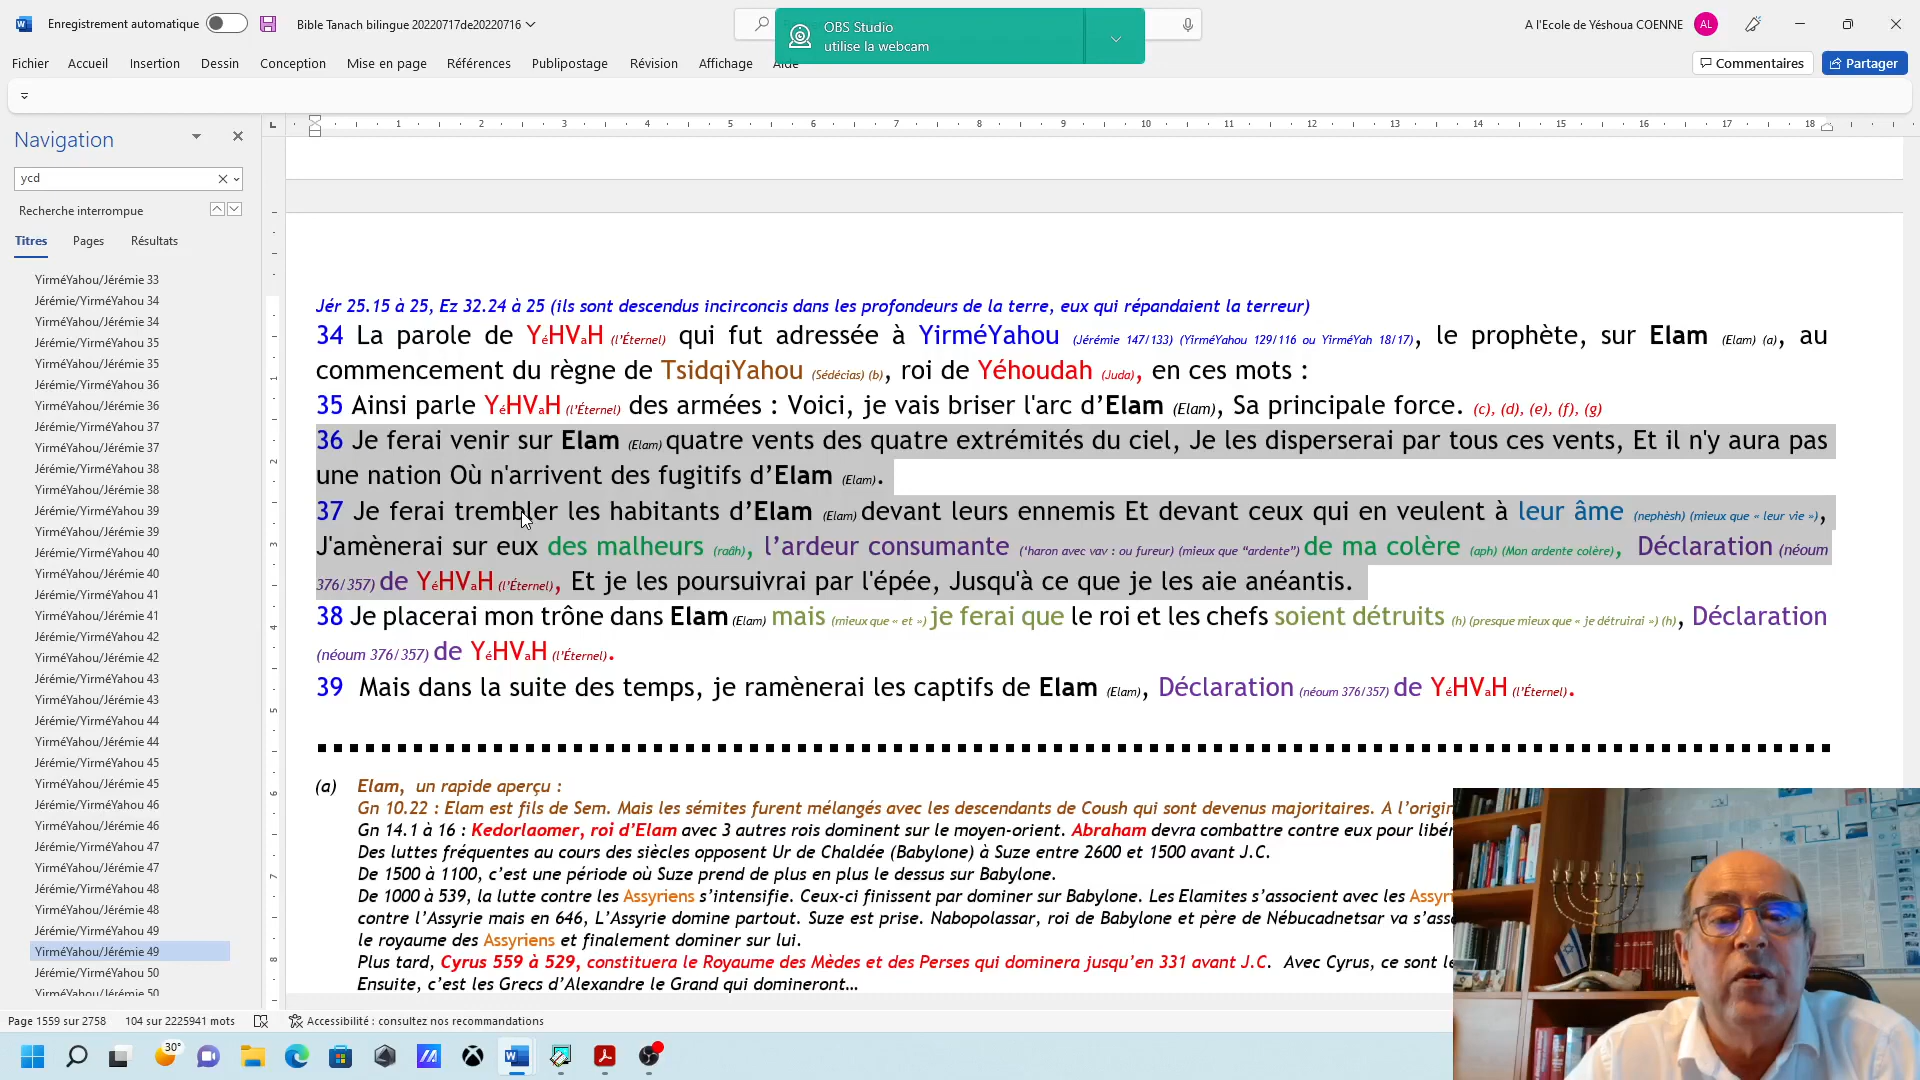 Enregistrement automatique
Bible Tanach bilingue 20220717de20220716
OBS Studio
utilise la webcam
A l'Ecole de Yéshoua COENNE
AL
Fichier Accueil Insertion Dessin Conception Mise en page Références Publipostage Révision Affichage Aide
Commentaires
Partager
1 2 3 4 5 6 7 8 9 10 11 12 13 14 15 16 17 18
Navigation
ycd
Recherche interrompue
Titres Pages Résultats
YirméYahou/Jérémie 33
Jérémie/YirméYahou 34
YirméYahou/Jérémie 34
Jérémie/YirméYahou 35
YirméYahou/Jérémie 35
Jérémie/YirméYahou 36
YirméYahou/Jérémie 36
Jérémie/YirméYahou 37
YirméYahou/Jérémie 37
Jérémie/YirméYahou 38
YirméYahou/Jérémie 38
Jérémie/YirméYahou 39
YirméYahou/Jérémie 39
Jérémie/YirméYahou 40
YirméYahou/Jérémie 40
Jérémie/YirméYahou 41
YirméYahou/Jérémie 41
Jérémie/YirméYahou 42
YirméYahou/Jérémie 42
Jérémie/YirméYahou 43
YirméYahou/Jérémie 43
Jérémie/YirméYahou 44
YirméYahou/Jérémie 44
Jérémie/YirméYahou 45
YirméYahou/Jérémie 45
Jérémie/YirméYahou 46
YirméYahou/Jérémie 46
Jérémie/YirméYahou 47
YirméYahou/Jérémie 47
Jérémie/YirméYahou 48
YirméYahou/Jérémie 48
Jérémie/YirméYahou 49
YirméYahou/Jérémie 49
Jérémie/YirméYahou 50
YirméYahou/Jérémie 50
Jér 25.15 à 25, Ez 32.24 à 25 (ils sont descendus incirconcis dans les profondeurs de la terre, eux qui répandaient la terreur)
34 La parole de YéHVaH (l'Éternel) qui fut adressée à YirméYahou (Jérémie 147/133) (YirméYahou 129/116 ou YirméYah 18/17), le prophète, sur Elam (Elam) (a), au
commencement du règne de TsidqiYahou (Sédécias) (b), roi de Yéhoudah (Juda), en ces mots :
35 Ainsi parle YéHVaH (l'Éternel) des armées : Voici, je vais briser l'arc d'Elam (Elam), Sa principale force. (c), (d), (e), (f), (g)
36 Je ferai venir sur Elam (Elam) quatre vents des quatre extrémités du ciel, Je les disperserai par tous ces vents, Et il n'y aura pas
une nation Où n'arrivent des fugitifs d'Elam (Elam).
37 Je ferai trembler les habitants d'Elam (Elam) devant leurs ennemis Et devant ceux qui en veulent à leur âme (nephèsh) (mieux que « leur vie »),
J'amènerai sur eux des malheurs (raâh), l'ardeur consumante ('haron avec vav : ou fureur) (mieux que "ardente") de ma colère (aph) (Mon ardente colère), Déclaration (néoum
376/357) de YéHVaH (l'Éternel), Et je les poursuivrai par l'épée, Jusqu'à ce que je les aie anéantis.
38 Je placerai mon trône dans Elam (Elam) mais (mieux que « et ») je ferai que le roi et les chefs soient détruits (h) (presque mieux que « je détruirai ») (h), Déclaration
(néoum 376/357) de YéHVaH (l'Éternel).
39 Mais dans la suite des temps, je ramènerai les captifs de Elam (Elam), Déclaration (néoum 376/357) de YéHVaH (l'Éternel).
(a) Elam, un rapide aperçu :
Gn 10.22 : Elam est fils de Sem. Mais les sémites furent mélangés avec les descendants de Coush qui sont devenus majoritaires. A l'origin
Gn 14.1 à 16 : Kedorlaomer, roi d'Elam avec 3 autres rois dominent sur le moyen-orient. Abraham devra combattre contre eux pour libér
Des luttes fréquentes au cours des siècles opposent Ur de Chaldée (Babylone) à Suze entre 2600 et 1500 avant J.C.
De 1500 à 1100, c'est une période où Suze prend de plus en plus le dessus sur Babylone.
De 1000 à 539, la lutte contre les Assyriens s'intensifie. Ceux-ci finissent par dominer sur Babylone. Les Elamites s'associent avec les Assyri
contre l'Assyrie mais en 646, L'Assyrie domine partout. Suze est prise. Nabopolassar, roi de Babylone et père de Nébucadnetsar va s'ass
le royaume des Assyriens et finalement dominer sur lui.
Plus tard, Cyrus 559 à 529, constituera le Royaume des Mèdes et des Perses qui dominera jusqu'en 331 avant J.C. Avec Cyrus, ce sont le
Ensuite, c'est les Grecs d'Alexandre le Grand qui domineront...
Page 1559 sur 2758 104 sur 2225941 mots Accessibilité : consultez nos recommandations
30°